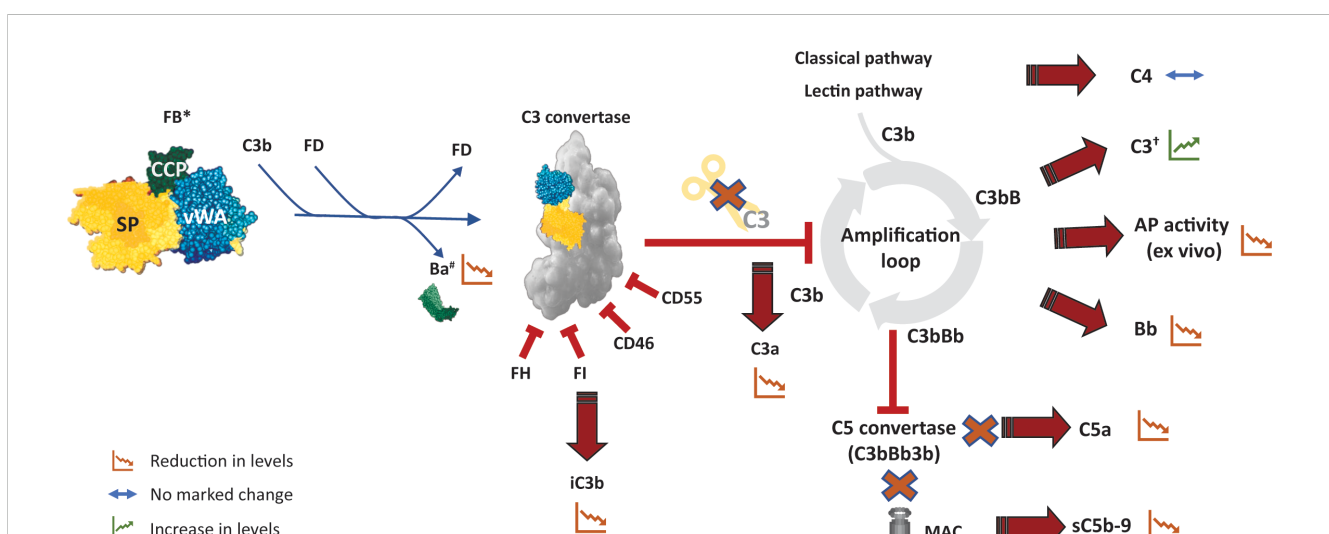 Classical pathway
Lectin pathway
C4
FB*
C3 convertase
C3b
FD
FD
C3b
C3†
CCP
SP
vWA
C3
C3bB
Amplification
loop
AP activity
(ex vivo)
Ba#
CD55
C3b
CD46
C3bBb
Bb
C3a
FH
FI
C5 convertase
(C3bBb3b)
C5a
Reduction in levels
iC3b
No marked change
Increase in levels
MAC
sC5b-9